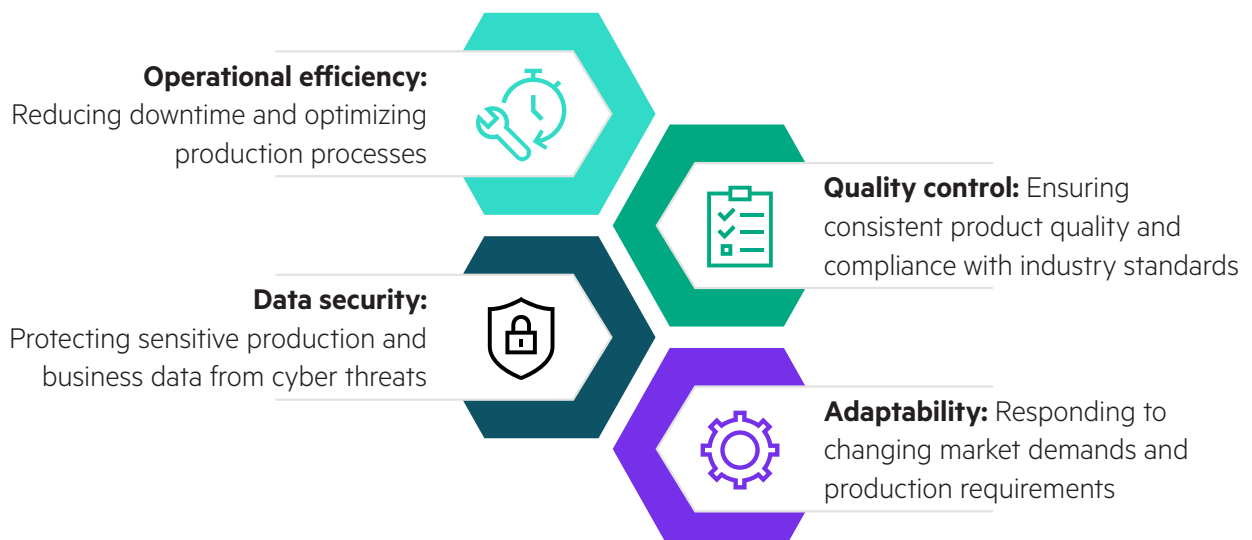 Operational efficiency:
Reducing downtime and optimizing
production processes
Quality control: Ensuring
consistent product quality and
compliance with industry standards
Data security:
Protecting sensitive production and
business data from cyber threats
Adaptability: Responding to
changing market demands and
production requirements